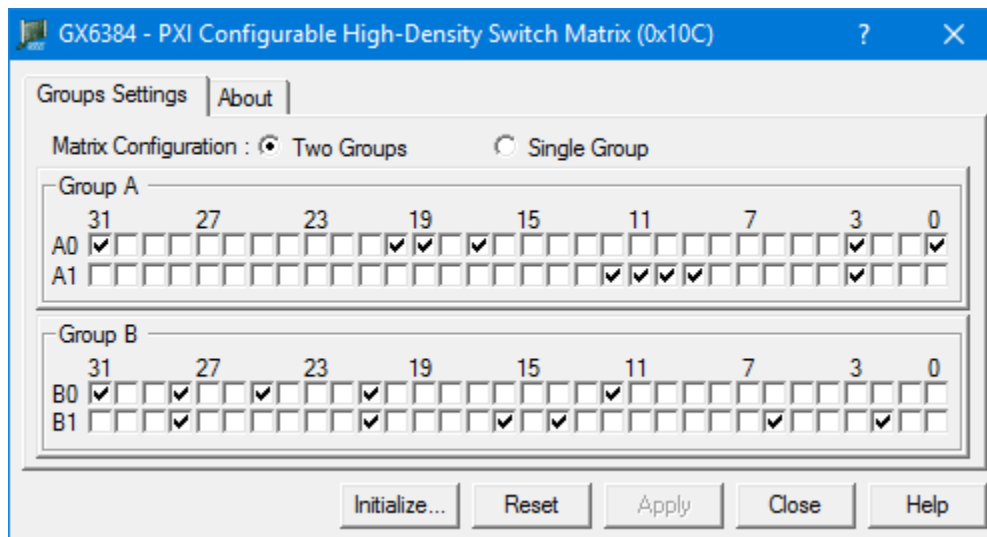 GX6384 - PXI Configurable High-Density Switch Matrix (0x10C) ?
Groups Settings About
Matrix Configuration : Two Groups Single Group
Group A
31 27 23 19 15 11 7 3 0
A0
A1
Group B
31 27 23 19 15 11 7 3 0
B0
B1
Initialize... Reset Apply Close Help